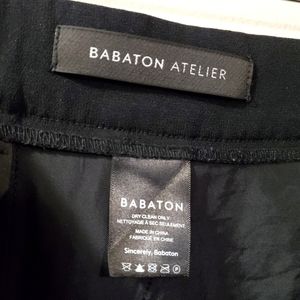 BABATON ATELIER
BABATON
DRY CLEAN ONLY
NETTOYAGE À SEC SEULEMENT
MADE IN CHINA
FABRIQUÉ EN CHINE
Sincerely, Babaton